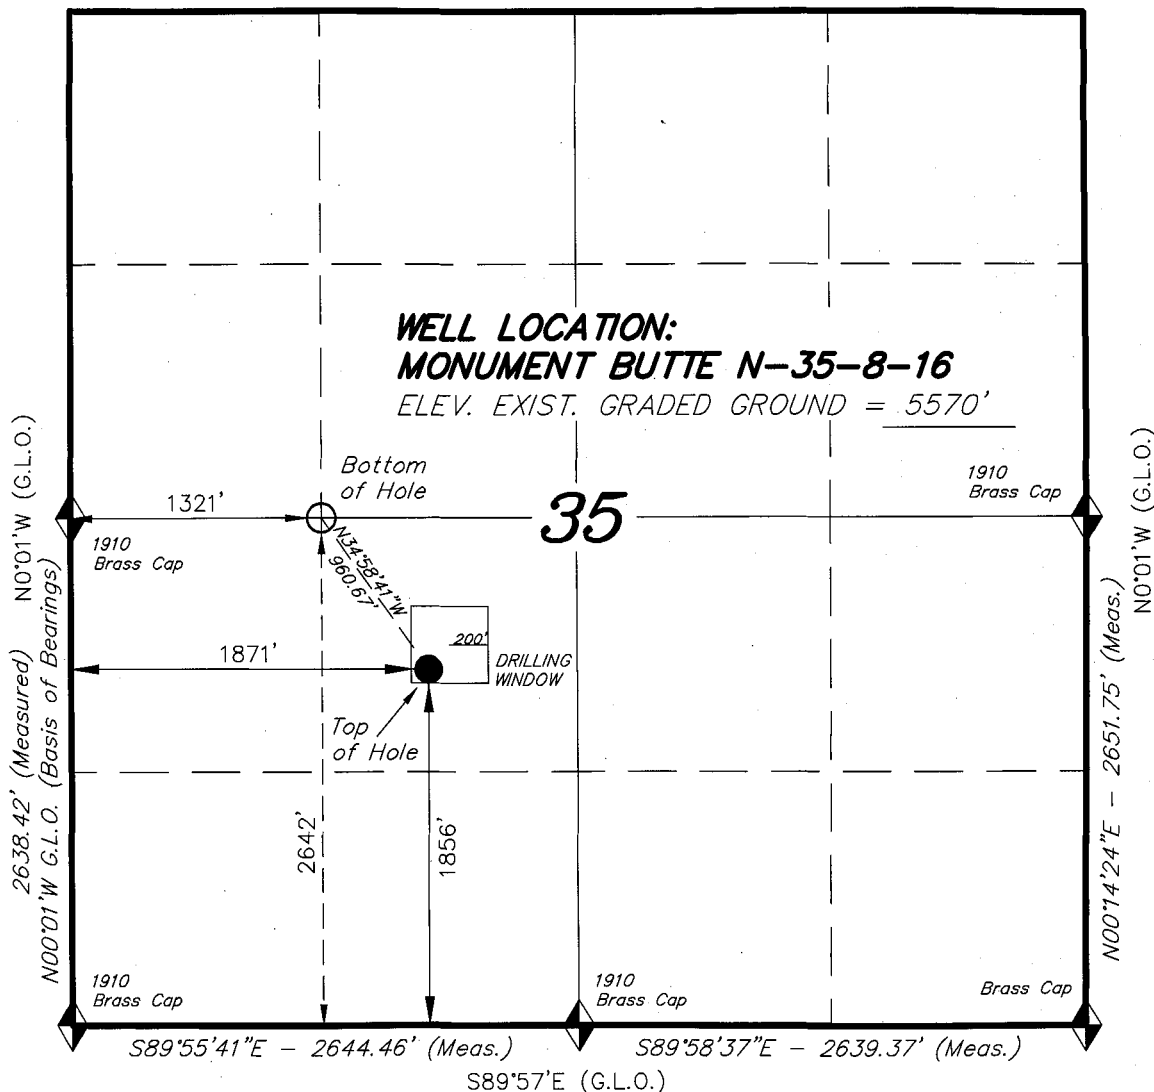 WELL LOCATION:
MONUMENT BUTTE N-35-8-16
ELEV. EXIST. GRADED GROUND = 5570'
N0°01'W (G.L.O.)
2638.42' (Measured)
N00°01'W G.L.O. (Basis of Bearings)
1321'
Bottom
of Hole
35
1910
Brass Cap
1910
Brass Cap
N0°01'W (G.L.O.)
N34°58'41"W
960.67'
200'
DRILLING
WINDOW
1871'
Top
of Hole
2642'
1856'
N00°14'24"E - 2651.75' (Meas.)
1910
Brass Cap
1910
Brass Cap
Brass Cap
S89°55'41"E - 2644.46' (Meas.)
S89°58'37"E - 2639.37' (Meas.)
S89°57'E (G.L.O.)